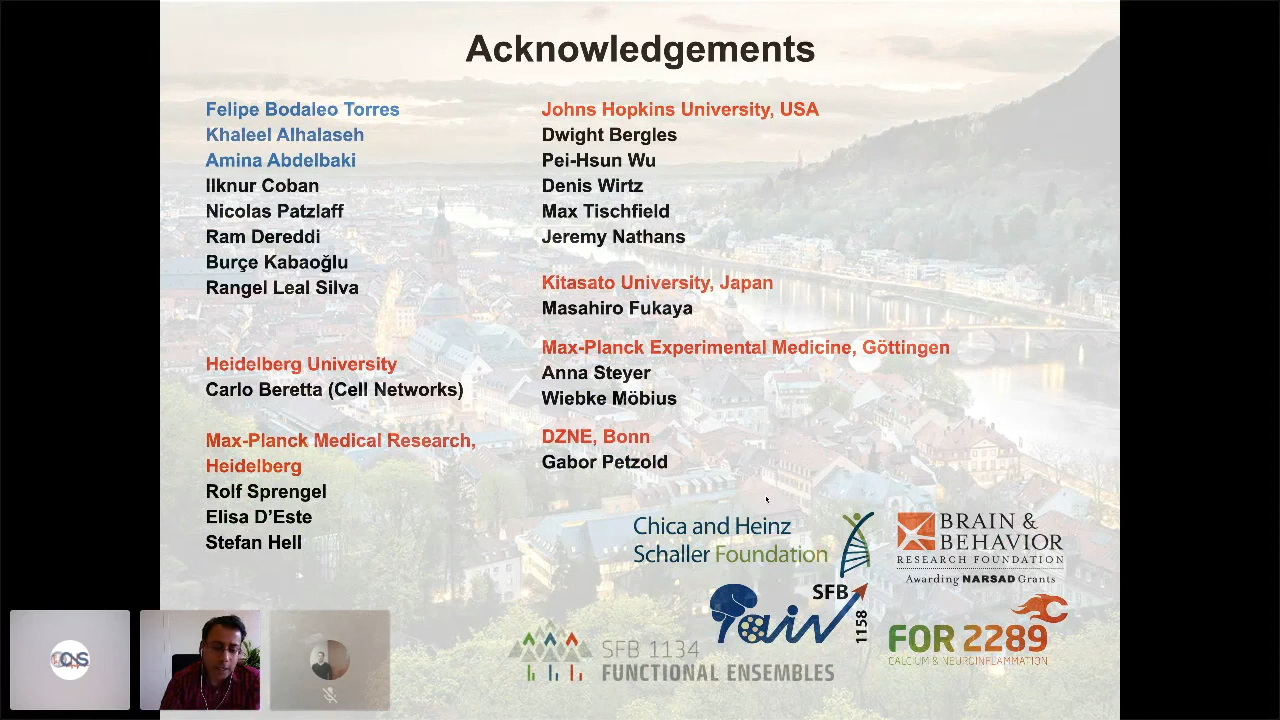 Acknowledgements
Felipe Bodaleo Torres
Khaleel Alhalaseh
Amina Abdelbaki
Ilknur Coban
Nicolas Patzlaff
Ram Dereddi
Burçe Kabaoğlu
Rangel Leal Silva
Heidelberg University
Carlo Beretta (Cell Networks)
Max-Planck Medical Research,
Heidelberg
Rolf Sprengel
Elisa D’Este
Stefan Hell
Johns Hopkins University, USA
Dwight Bergles
Pei-Hsun Wu
Denis Wirtz
Max Tischfield
Jeremy Nathans
Kitasato University, Japan
Masahiro Fukaya
Max-Planck Experimental Medicine, Göttingen
Anna Steyer
Wiebke Möbius
DZNE, Bonn
Gabor Petzold
Chica and Heinz
Schaller Foundation
BRAIN &
BEHAVIOR
RESEARCH FOUNDATION
Awarding NARSAD Grants
SFB
Pain
1158
SFB 1134
FUNCTIONAL ENSEMBLES
FOR 2289
CALCIUM & NEUROINFLAMMATION